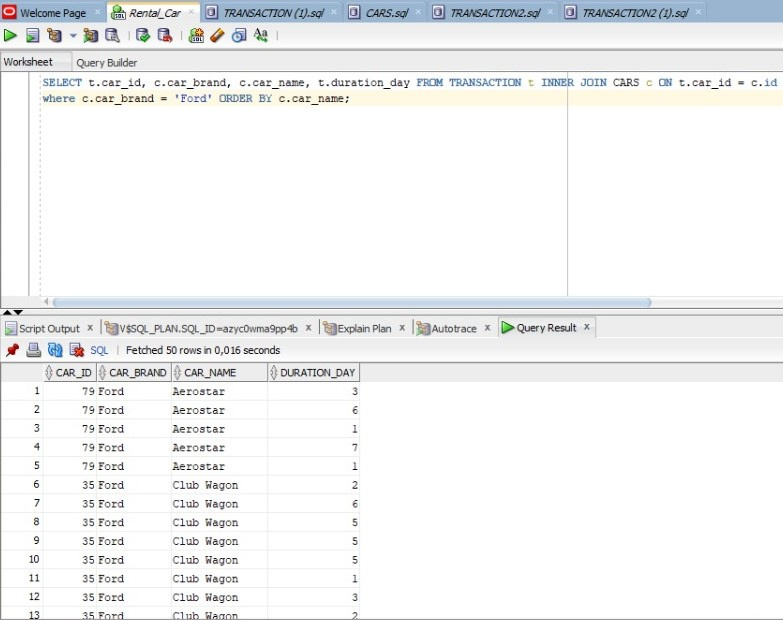 Welcome Page × Rental_Car × TRANSACTION (1).sql × CARS.sql × TRANSACTION2.sql × TRANSACTION2 (1).sql ×
Worksheet Query Builder
SELECT t.car_id, c.car_brand, c.car_name, t.duration_day FROM TRANSACTION t INNER JOIN CARS c ON t.car_id = c.id
where c.car_brand = 'Ford' ORDER BY c.car_name;
Script Output × V$SQL_PLAN.SQL_ID=azyc0wma9pp4b × Explain Plan × Autotrace × Query Result ×
SQL | Fetched 50 rows in 0,016 seconds
CAR_ID CAR_BRAND CAR_NAME DURATION_DAY
1 79 Ford Aerostar 3
2 79 Ford Aerostar 6
3 79 Ford Aerostar 1
4 79 Ford Aerostar 7
5 79 Ford Aerostar 1
6 35 Ford Club Wagon 2
7 35 Ford Club Wagon 6
8 35 Ford Club Wagon 5
9 35 Ford Club Wagon 5
10 35 Ford Club Wagon 5
11 35 Ford Club Wagon 1
12 35 Ford Club Wagon 3
13 35 Ford Club Wagon 2